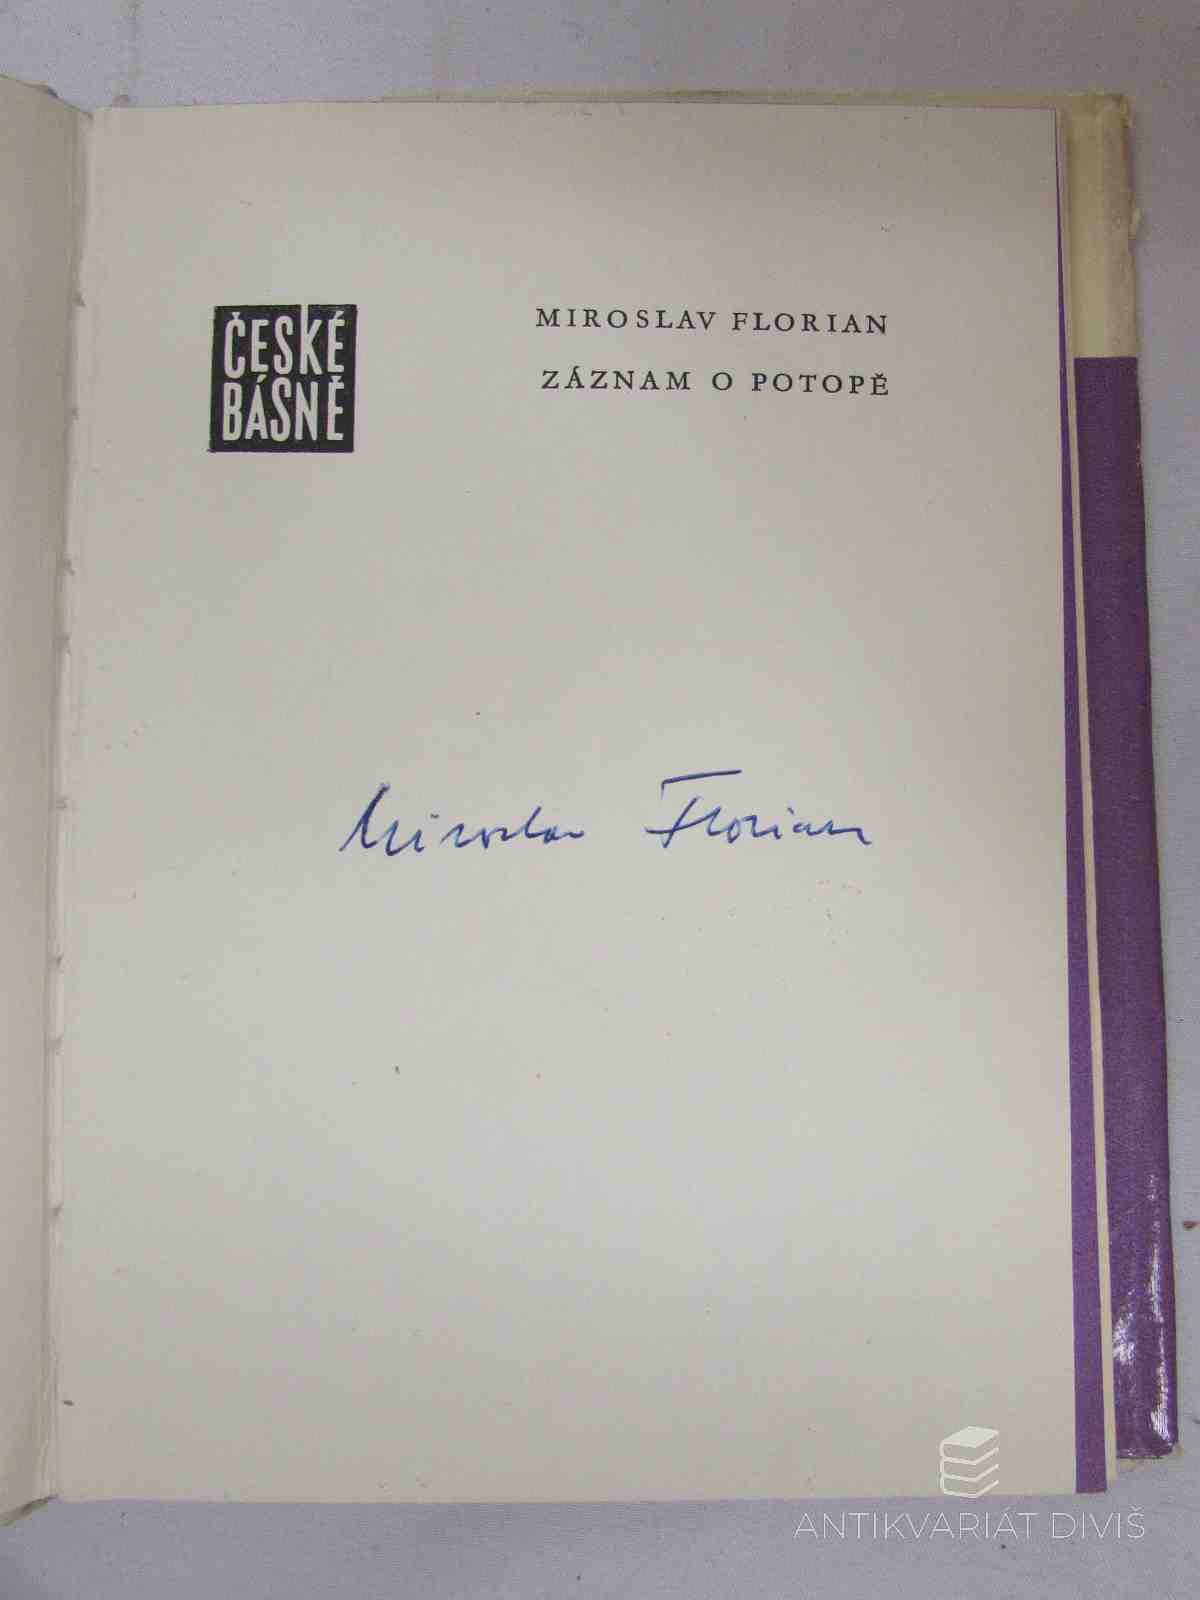 ČESKÉ
BÁSNĚ
MIROSLAV FLORIAN
ZÁZNAM O POTOPĚ
Miroslav Florian
ANTIKVARIÁT DIVIŠ